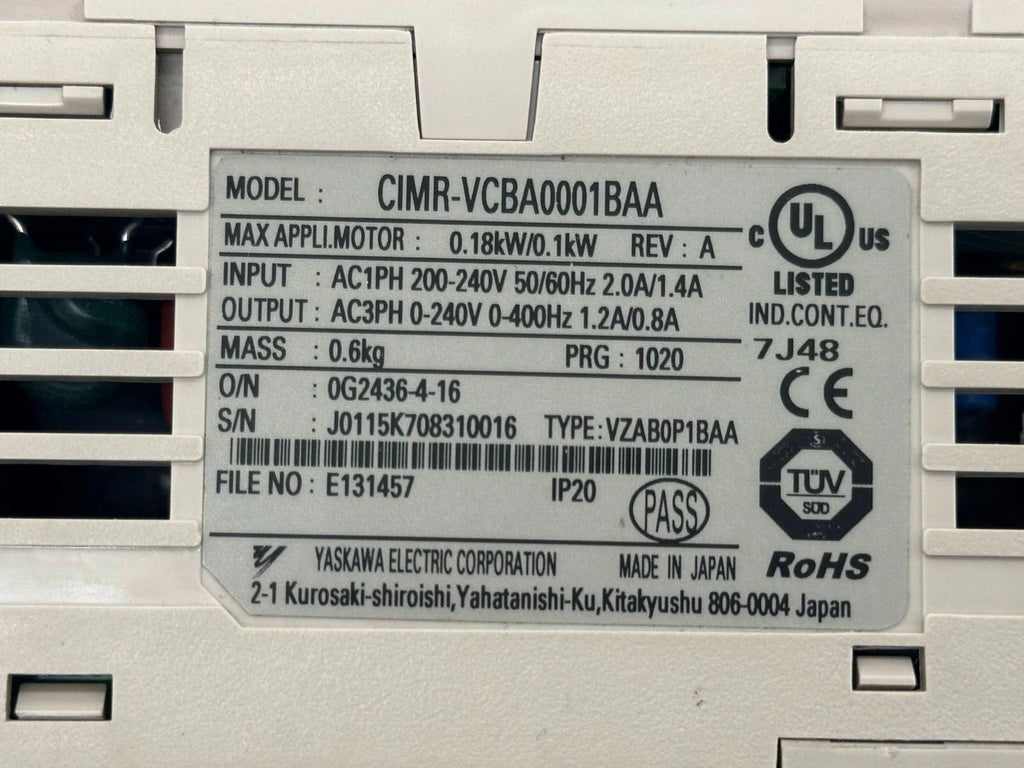 MODEL : CIMR-VCBA0001BAA
MAX APPLI.MOTOR : 0.18kW/0.1kW REV : A
INPUT : AC1PH 200-240V 50/60Hz 2.0A/1.4A
OUTPUT : AC3PH 0-240V 0-400Hz 1.2A/0.8A
MASS : 0.6kg PRG : 1020
O/N : 0G2436-4-16
S/N : J0115K708310016 TYPE : VZAB0P1BAA
FILE NO : E131457 IP20 PASS
YASKAWA ELECTRIC CORPORATION MADE IN JAPAN
2-1 Kurosaki-shiroishi,Yahatanishi-Ku,Kitakyushu 806-0004 Japan
C UL US
LISTED
IND.CONT.EQ.
7J48
CE
S
TÜV
SÜD
RoHS